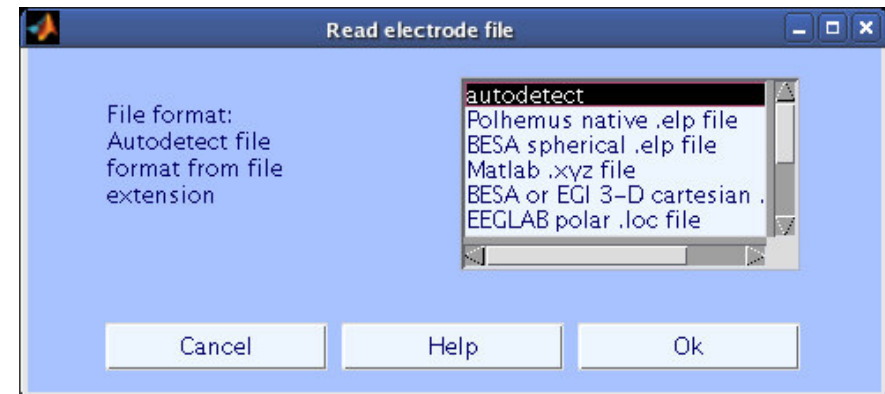 Read electrode file
File format:
Autodetect file
format from file
extension
autodetect
Polhemus native .elp file
BESA spherical .elp file
Matlab .xyz file
BESA or EGI 3-D cartesian .
EEGLAB polar .loc file
Cancel
Help
Ok